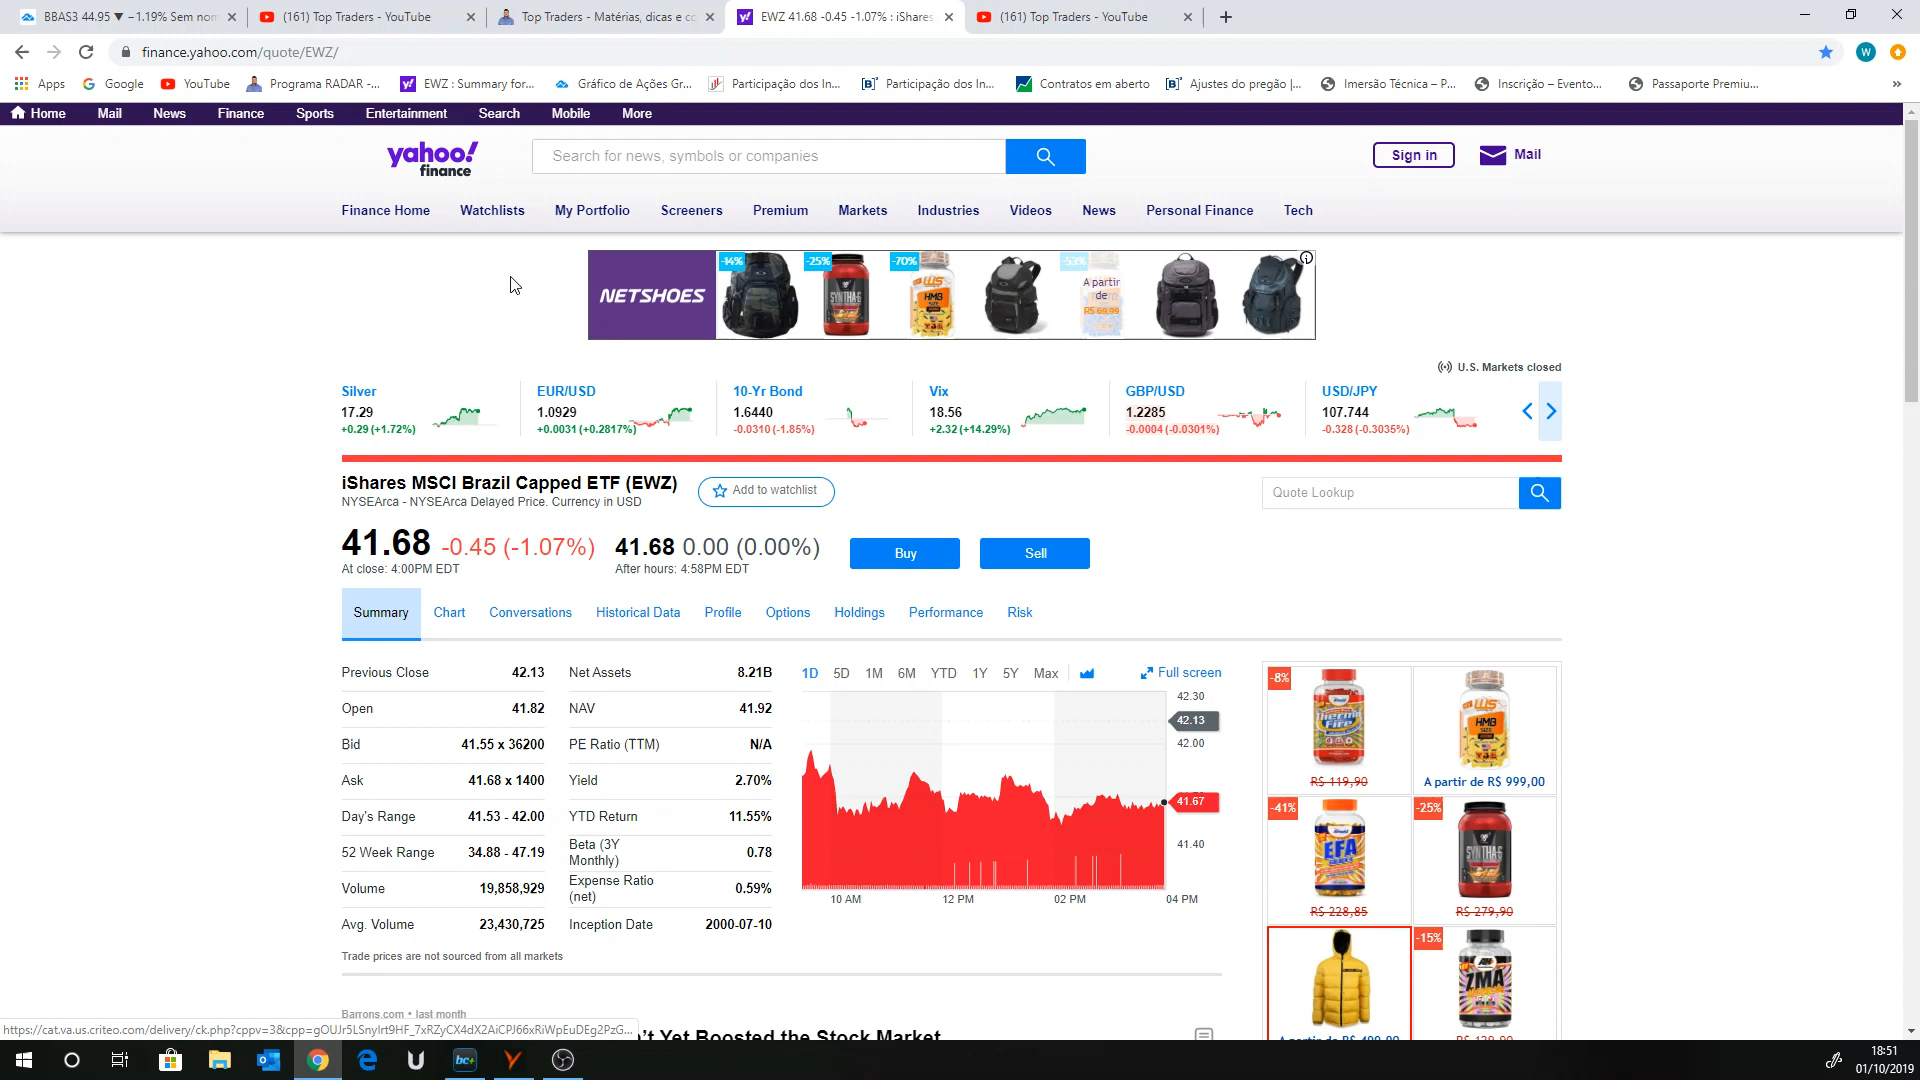 BBAS3 44.95 ▼ −1.19% Sem nom
(161) Top Traders - YouTube
Top Traders - Matérias, dicas e co
EWZ 41.68 -0.45 -1.07% : iShares
(161) Top Traders - YouTube
finance.yahoo.com/quote/EWZ/
W
Apps
Google
YouTube
Programa RADAR -...
EWZ : Summary for...
Gráfico de Ações Gr...
Participação dos In...
Participação dos In...
Contratos em aberto
Ajustes do pregão |...
Imersão Técnica – P...
Inscrição – Evento...
Passaporte Premiu...
»
Home Mail News Finance Sports Entertainment Search Mobile More
yahoo!
finance
Search for news, symbols or companies
Sign in
Mail
Finance Home Watchlists My Portfolio Screeners Premium Markets Industries Videos News Personal Finance Tech
NETSHOES
-14%
-25%
SYNTHA-6
-70%
WS
HMB
-53%
A partir
de
R$ 69,99
U.S. Markets closed
Silver EUR/USD 10-Yr Bond Vix GBP/USD USD/JPY
17.29 1.0929 1.6440 18.56 1.2285 107.744
+0.29 (+1.72%) +0.0031 (+0.2817%) -0.0310 (-1.85%) +2.32 (+14.29%) -0.0004 (-0.0301%) -0.328 (-0.3035%)
iShares MSCI Brazil Capped ETF (EWZ)
Add to watchlist
NYSEArca - NYSEArca Delayed Price. Currency in USD
Quote Lookup
41.68 -0.45 (-1.07%) 41.68 0.00 (0.00%)
At close: 4:00PM EDT After hours: 4:58PM EDT
Buy Sell
Summary Chart Conversations Historical Data Profile Options Holdings Performance Risk
Previous Close 42.13
Open 41.82
Bid 41.55 x 36200
Ask 41.68 x 1400
Day's Range 41.53 - 42.00
52 Week Range 34.88 - 47.19
Volume 19,858,929
Avg. Volume 23,430,725
Net Assets 8.21B
NAV 41.92
PE Ratio (TTM) N/A
Yield 2.70%
YTD Return 11.55%
Beta (3Y
Monthly) 0.78
Expense Ratio
(net) 0.59%
Inception Date 2000-07-10
Trade prices are not sourced from all markets
1D 5D 1M 6M YTD 1Y 5Y Max Full screen
42.30
42.13
42.00
41.67
41.40
10 AM 12 PM 02 PM 04 PM
-8%
Thermo
Fire
R$ 119,90
WS
HMB
A partir de R$ 999,00
-41%
EFA
R$ 228,85
-25%
SYNTHA-6
R$ 279,90
-15%
ZMA
Barrons.com • last month
't Yet Boosted the Stock Market
https://cat.va.us.criteo.com/delivery/ck.php?cppv=3&cpp=gOUJr5LSnylrt9HF_7xRZyCX4dX2AiCPJ66xRiWpEuDEg2PzG...
bc+
18:51
01/10/2019